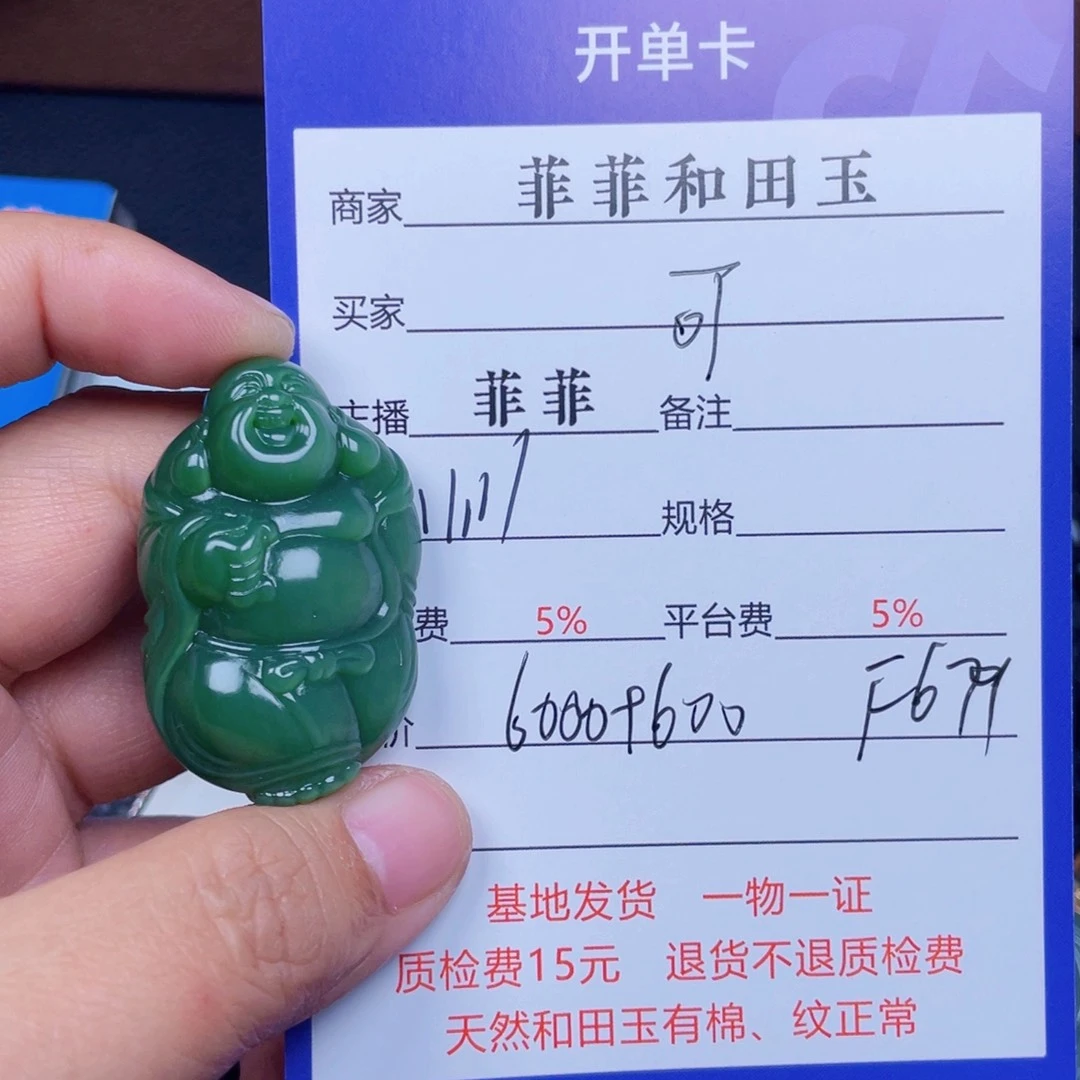 开单卡
商家 菲菲和田玉
买家 可
主播 菲菲 备注
规格
费 5% 平台费 5%
价 6000+600
基地发货 一物一证
质检费15元 退货不退质检费
天然和田玉有棉、纹正常